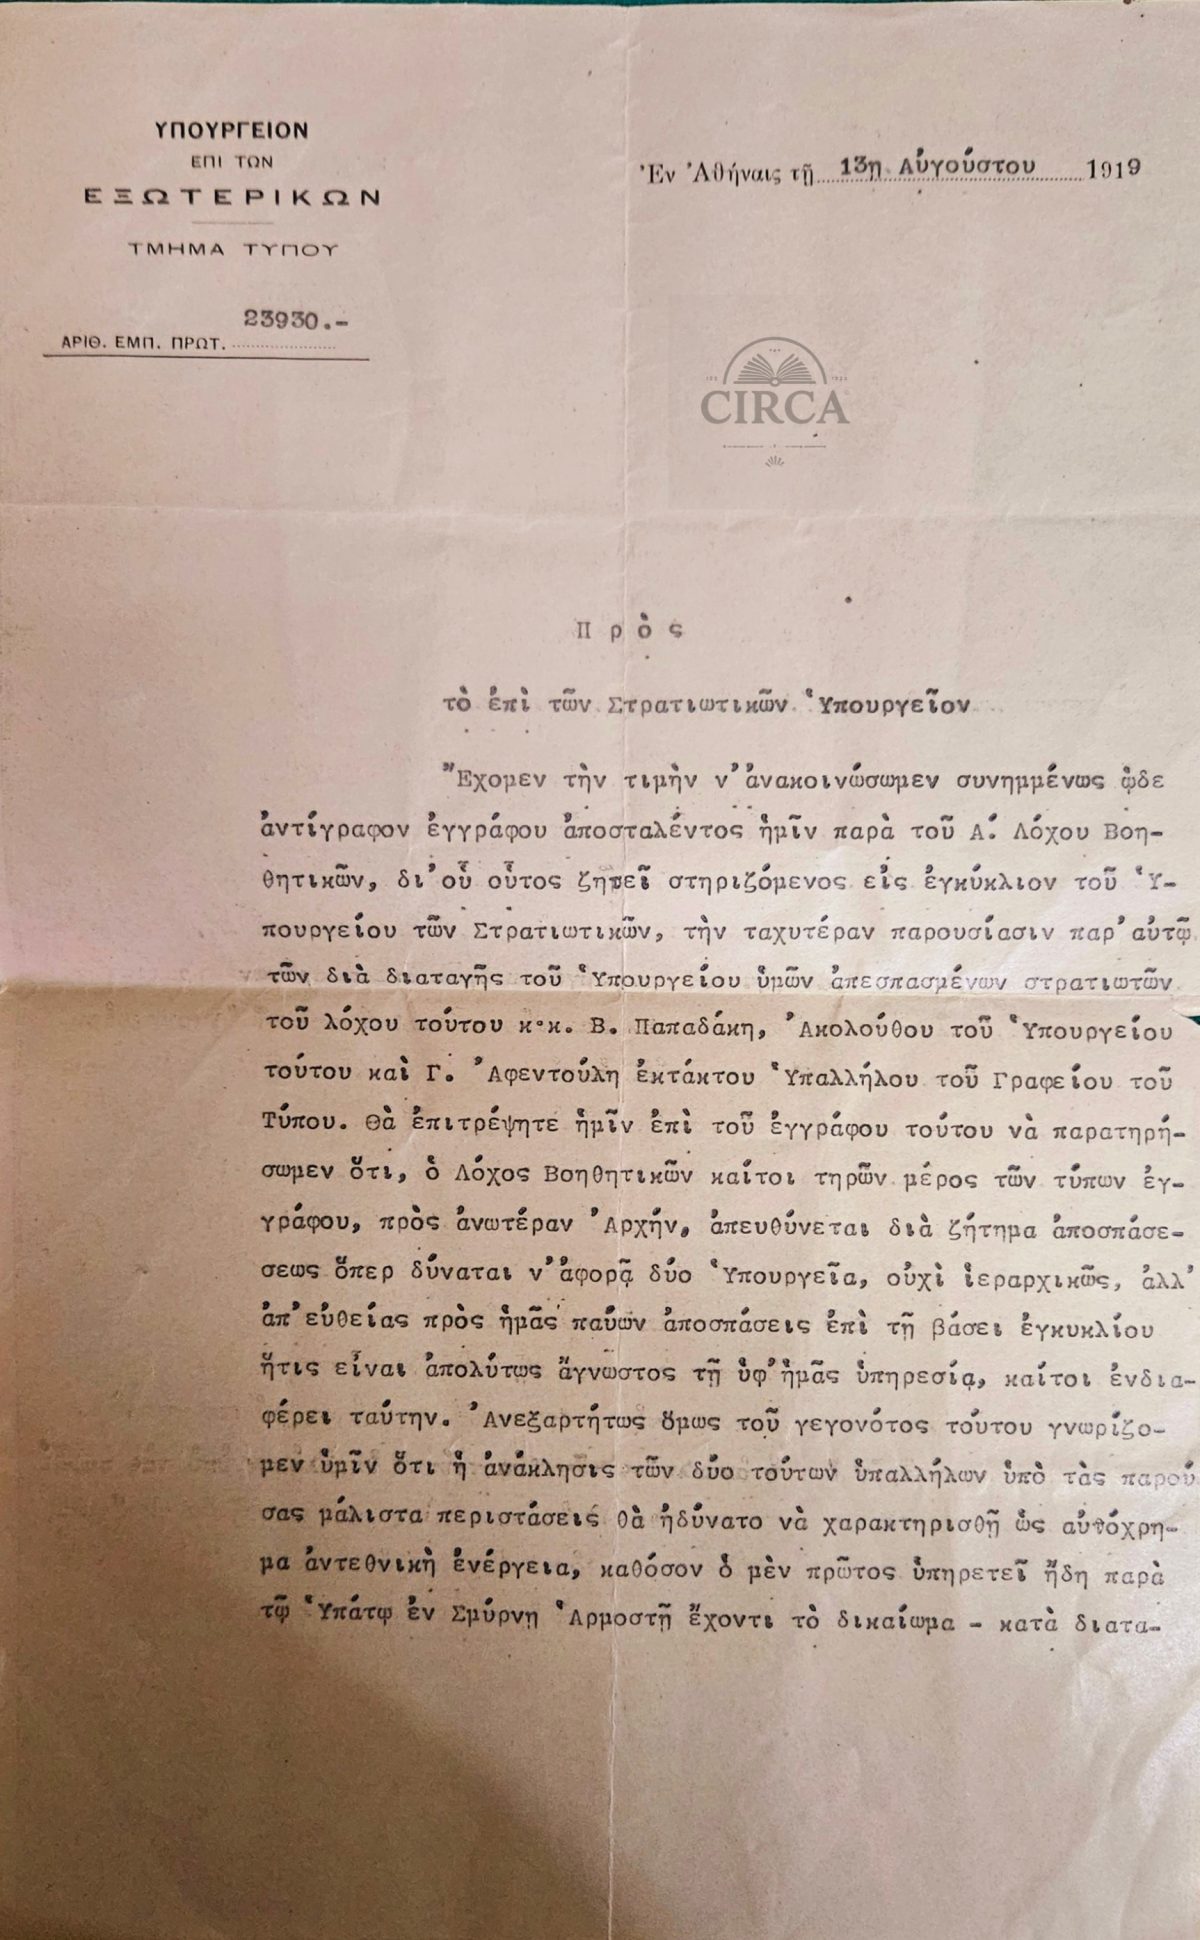 ΥΠΟΥΡΓΕΙΟΝ
ΕΠΙ ΤΩΝ
ΕΞΩΤΕΡΙΚΩΝ
ΤΜΗΜΑ ΤΥΠΟΥ
23930.-
ΑΡΙΘ. ΕΜΠ. ΠΡΩΤ.
Ἐν Ἀθήναις τῇ 13η Αὐγούστου 1919
CIRCA
Πρὸς
τὸ ἐπὶ τῶν Στρατιωτικῶν Ὑπουργεῖον
Ἔχομεν τὴν τιμὴν ν' ἀνακοινώσωμεν συνημμένως ᾧδε
ἀντίγραφον ἐγγράφου ἀποσταλέντος ἡμῖν παρὰ τοῦ Α. Λόχου Βοη-
θητικῶν, δι' οὗ οὗτος ζητεῖ στηριζόμενος εἰς ἐγκύκλιον τοῦ Ὑ-
πουργείου τῶν Στρατιωτικῶν, τὴν ταχυτέραν παρουσίασιν παρ' αὐτῷ
τῶν διὰ διαταγῆς τοῦ Ὑπουργείου ὑμῶν ἀπεσπασμένων στρατιωτῶν
τοῦ λόχου τούτου κ.κ. Β. Παπαδάκη, Ἀκολούθου τοῦ Ὑπουργείου
τούτου καὶ Γ. Ἀφεντούλη ἐκτάκτου Ὑπαλλήλου τοῦ Γραφείου τοῦ
Τύπου. Θὰ ἐπιτρέψητε ἡμῖν ἐπὶ τοῦ ἐγγράφου τούτου νὰ παρατηρή-
σωμεν ὅτι, ὁ Λόχος Βοηθητικῶν καίτοι τηρῶν μέρος τῶν τύπων ἐγ-
γράφου, πρὸς ἀνωτέραν Ἀρχήν, ἀπευθύνεται διὰ ζήτημα ἀποσπάσε-
σεως ὅπερ δύναται ν' ἀφορᾷ δύο Ὑπουργεῖα, οὐχὶ ἱεραρχικῶς, ἀλλ'
ἀπ' εὐθείας πρὸς ἡμᾶς παύων ἀποσπάσεις ἐπὶ τῇ βάσει ἐγκυκλίου
ἥτις εἶναι ἀπολύτως ἄγνωστος τῇ ὑφ' ἡμᾶς ὑπηρεσίᾳ, καίτοι ἐνδια-
φέρει ταύτην. Ἀνεξαρτήτως ὅμως τοῦ γεγονότος τούτου γνωρίζο-
μεν ὑμῖν ὅτι ἡ ἀνάκλησις τῶν δύο τούτων ὑπαλλήλων ὑπὸ τὰς παρού
σας μάλιστα περιστάσεις θὰ ἠδύνατο νὰ χαρακτηρισθῇ ὡς αὐτόχρη-
μα ἀντεθνικὴ ἐνέργεια, καθόσον ὁ μὲν πρῶτος ὑπηρετεῖ ἤδη παρὰ
τῷ Ὑπάτῳ ἐν Σμύρνῃ Ἁρμοστῇ ἔχοντι τὸ δικαίωμα - κατὰ διατα-